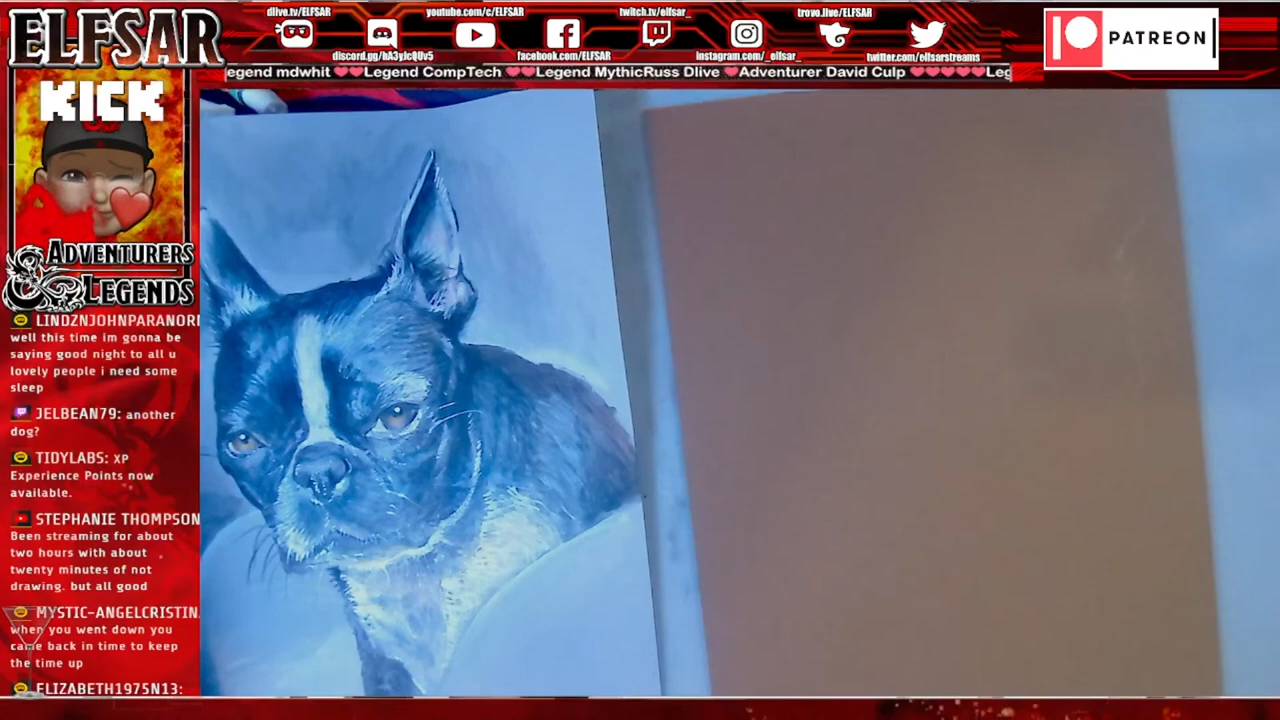 ELFSAR
dlive.tv/ELFSAR
youtube.com/c/ELFSAR
twitch.tv/elfsar_
trovo.live/ELFSAR
discord.gg/hA3yJcQUv5
facebook.com/ELFSAR
instagram.com/_elfsar_
twitter.com/elfsarstreams
PATREON
egend mdwhit ❤❤Legend CompTech ❤❤Legend MythicRuss Dlive ❤Adventurer David Culp ❤❤❤❤❤Leg
KICK
ADVENTURERS
& LEGENDS
LINDZNJOHNPARANOR
well this time im gonna be
saying good night to all u
lovely people i need some
sleep
JELBEAN79: another
dog?
TIDYLABS: XP
Experience Points now
available.
STEPHANIE THOMPSON
Been streaming for about
two hours with about
twenty minutes of not
drawing. but all good
MYSTIC-ANGELCRISTIN
when you went down you
came back in time to keep
the time up
ELIZABETH1975N13: